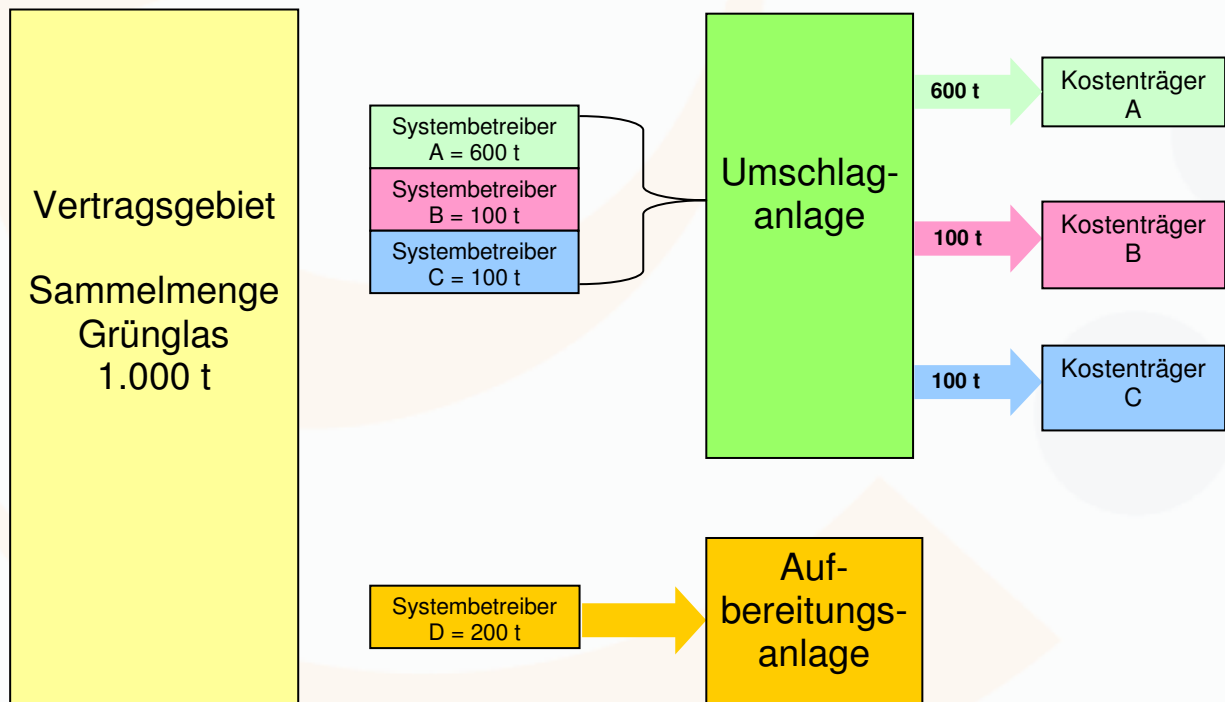 Vertragsgebiet
Sammelmenge
Grünglas
1.000 t
Systembetreiber
A = 600 t
Systembetreiber
B = 100 t
Systembetreiber
C = 100 t
Umschlag-
anlage
600 t
Kostenträger
A
100 t
Kostenträger
B
100 t
Kostenträger
C
Systembetreiber
D = 200 t
Auf-
bereitungs-
anlage